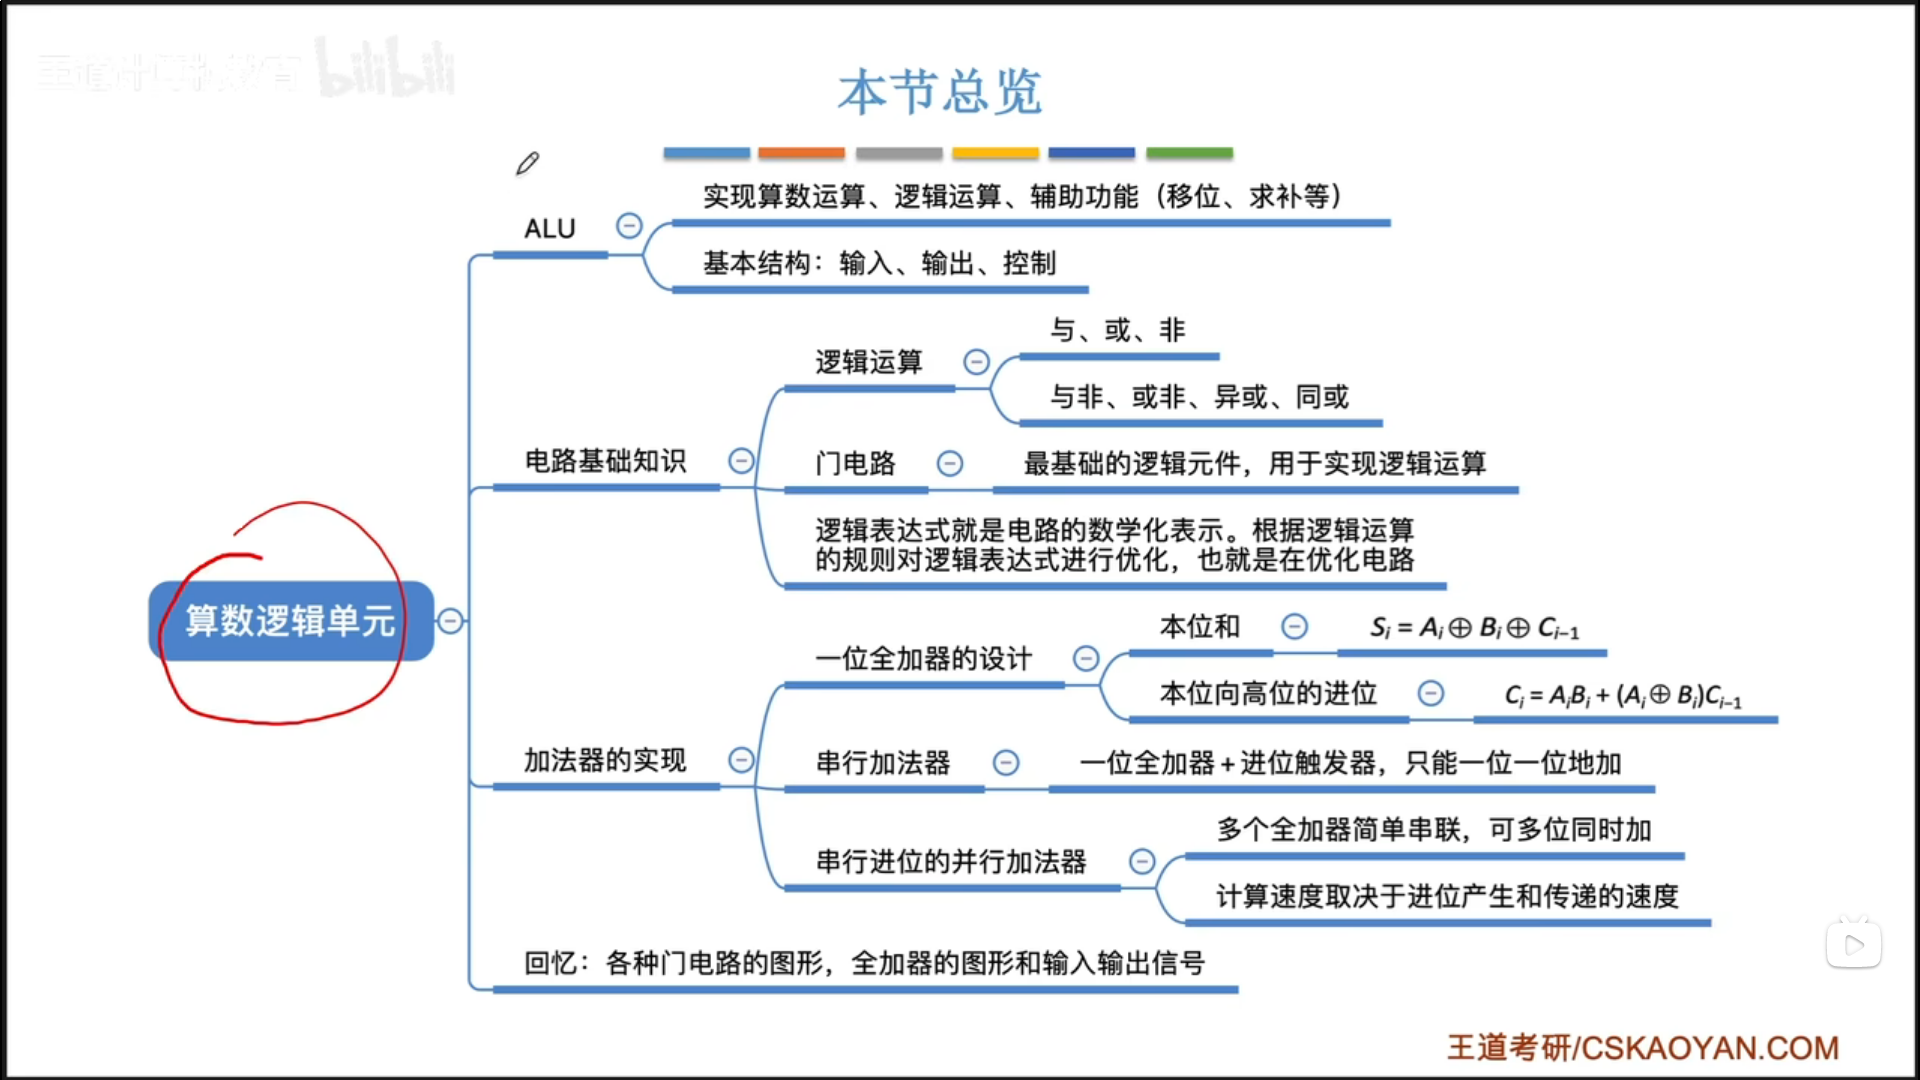 王道计算机教育 bilibili
本节总览
ALU
实现算数运算、逻辑运算、辅助功能（移位、求补等）
基本结构：输入、输出、控制
电路基础知识
逻辑运算
与、或、非
与非、或非、异或、同或
门电路
最基础的逻辑元件，用于实现逻辑运算
逻辑表达式就是电路的数学化表示。根据逻辑运算
的规则对逻辑表达式进行优化，也就是在优化电路
算数逻辑单元
加法器的实现
一位全加器的设计
本位和
Sᵢ = Aᵢ⊕ Bᵢ⊕ Cᵢ₋₁
本位向高位的进位
Cᵢ = AᵢBᵢ + (Aᵢ⊕ Bᵢ)Cᵢ₋₁
串行加法器
一位全加器 + 进位触发器，只能一位一位地加
串行进位的并行加法器
多个全加器简单串联，可多位同时加
计算速度取决于进位产生和传递的速度
回忆：各种门电路的图形，全加器的图形和输入输出信号
王道考研/CSKAOYAN.COM